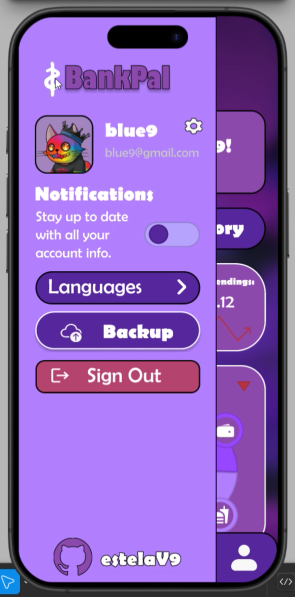 BankPal
blue9
blue9@gmail.com
9!
Notifications
Stay up to date
with all your
account info.
ory
Languages
endings:
.12
Backup
Sign Out
estelaV9